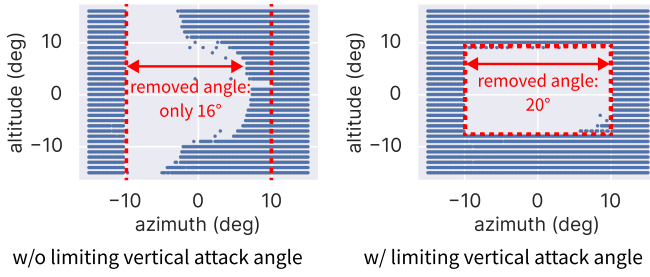 altitude (deg)
10
0
−10
removed angle:
only 16°
−10
0
10
azimuth (deg)
w/o limiting vertical attack angle
altitude (deg)
10
0
−10
removed angle:
20°
−10
0
10
azimuth (deg)
w/ limiting vertical attack angle